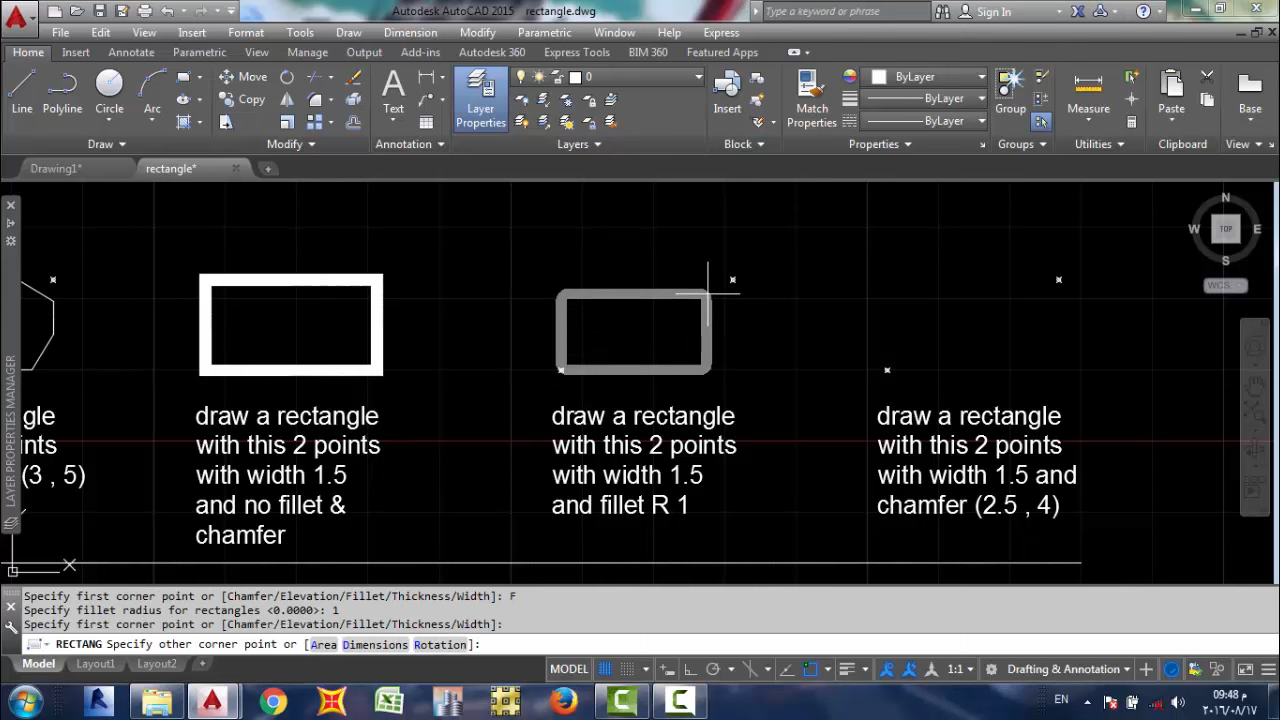 Autodesk AutoCAD 2015 rectangle.dwg
Type a keyword or phrase
Sign In
File Edit View Insert Format Tools Draw Dimension Modify Parametric Window Help Express
Home Insert Annotate Parametric View Manage Output Add-ins Autodesk 360 Express Tools BIM 360 Featured Apps
Move
0
ByLayer
Copy
ByLayer
Line Polyline Circle Arc Text Layer Properties Insert Match Properties Group Measure Paste Base
ByLayer
Draw Modify Annotation Layers Block Properties Groups Utilities Clipboard View
Drawing1* rectangle*
N
W TOP E
S
WCS
LAYER PROPERTIES MANAGER
gle
oints
(3 , 5)
draw a rectangle
with this 2 points
with width 1.5
and no fillet &
chamfer
draw a rectangle
with this 2 points
with width 1.5
and fillet R 1
draw a rectangle
with this 2 points
with width 1.5 and
chamfer (2.5 , 4)
X
Specify first corner point or [Chamfer/Elevation/Fillet/Thickness/Width]: F
Specify fillet radius for rectangles <0.0000>: 1
Specify first corner point or [Chamfer/Elevation/Fillet/Thickness/Width]:
RECTANG Specify other corner point or [Area Dimensions Rotation]:
Model Layout1 Layout2 +
MODEL 1:1 Drafting & Annotation
EN
09:48 م
٢٠١٦/٠٨/١٧